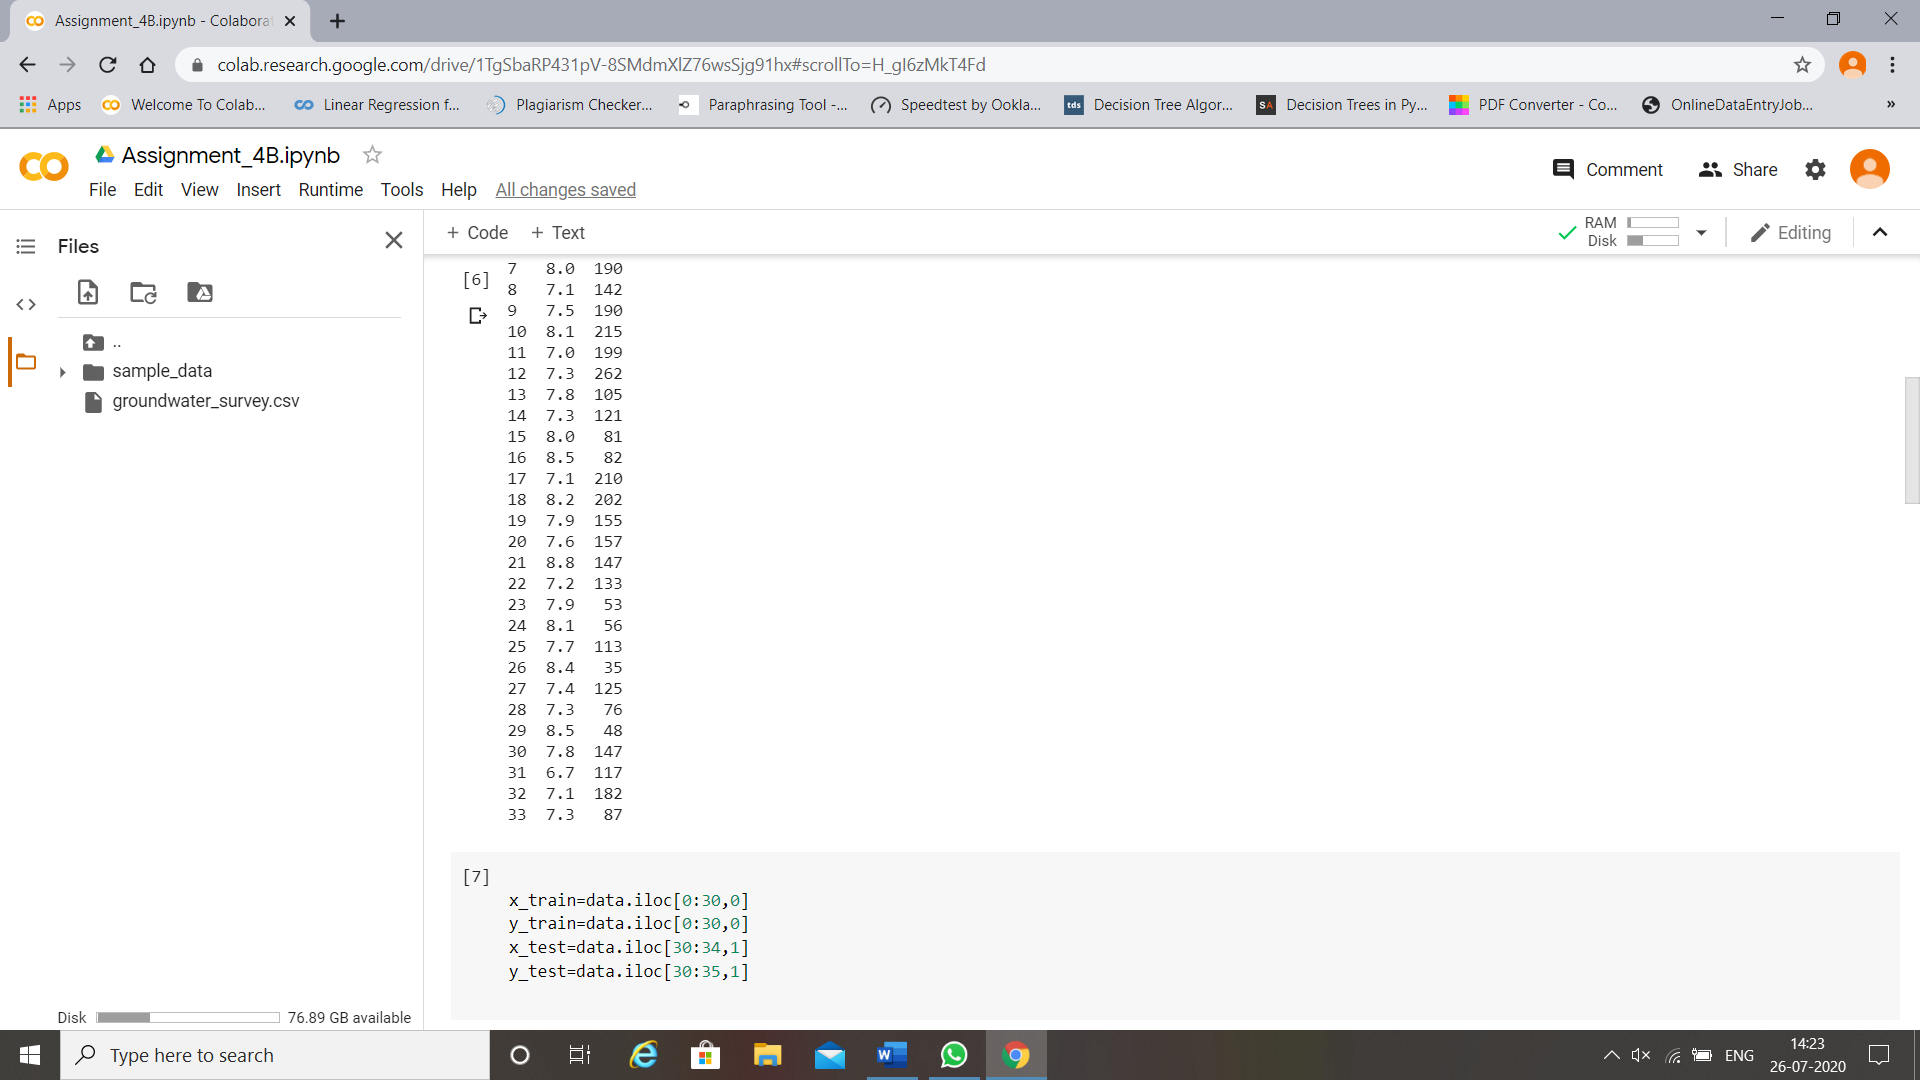 Assignment_4B.ipynb - Colabora
colab.research.google.com/drive/1TgSbaRP431pV-8SMdmXlZ76wsSjg91hx#scrollTo=H_gI6zMkT4Fd
Apps Welcome To Colab... Linear Regression f... Plagiarism Checker... Paraphrasing Tool -... Speedtest by Ookla... tds Decision Tree Algor... SA Decision Trees in Py... PDF Converter - Co... OnlineDataEntryJob... »
Assignment_4B.ipynb
Comment Share
File Edit View Insert Runtime Tools Help All changes saved
Files
+ Code + Text
RAM
Disk
Editing
..
sample_data
groundwater_survey.csv
Disk 76.89 GB available
[6]
7 8.0 190
8 7.1 142
9 7.5 190
10 8.1 215
11 7.0 199
12 7.3 262
13 7.8 105
14 7.3 121
15 8.0 81
16 8.5 82
17 7.1 210
18 8.2 202
19 7.9 155
20 7.6 157
21 8.8 147
22 7.2 133
23 7.9 53
24 8.1 56
25 7.7 113
26 8.4 35
27 7.4 125
28 7.3 76
29 8.5 48
30 7.8 147
31 6.7 117
32 7.1 182
33 7.3 87
[7]
x_train=data.iloc[0:30,0]
y_train=data.iloc[0:30,0]
x_test=data.iloc[30:34,1]
y_test=data.iloc[30:35,1]
Type here to search
ENG
14:23
26-07-2020